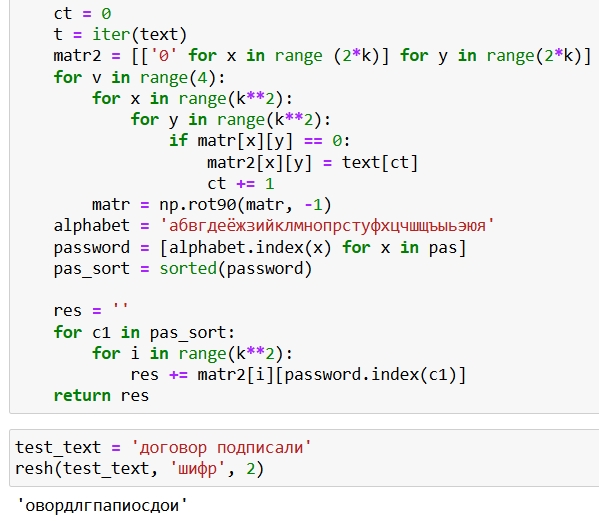 ct = 0
t = iter(text)
matr2 = [['0' for x in range (2*k)] for y in range(2*k)]
for v in range(4):
for x in range(k**2):
for y in range(k**2):
if matr[x][y] == 0:
matr2[x][y] = text[ct]
ct += 1
matr = np.rot90(matr, -1)
alphabet = 'абвгдеёжзийклмнопрстуфхцчшщъыьэюя'
password = [alphabet.index(x) for x in pas]
pas_sort = sorted(password)
res = ''
for c1 in pas_sort:
for i in range(k**2):
res += matr2[i][password.index(c1)]
return res
test_text = 'договор подписали'
resh(test_text, 'шифр', 2)
'овордлгпапиосдои'